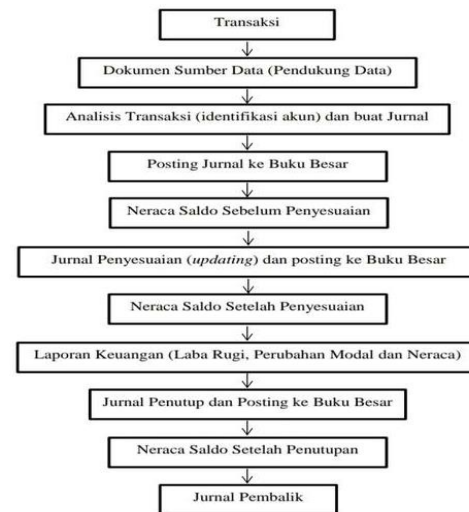 Transaksi
Dokumen Sumber Data (Pendukung Data)
Analisis Transaksi (identifikasi akun) dan buat Jurnal
Posting Jurnal ke Buku Besar
Neraca Saldo Sebelum Penyesuaian
Jurnal Penyesuaian (updating) dan posting ke Buku Besar
Neraca Saldo Setelah Penyesuaian
Laporan Keuangan (Laba Rugi, Perubahan Modal dan Neraca)
Jurnal Penutup dan Posting ke Buku Besar
Neraca Saldo Setelah Penutupan
Jurnal Pembalik